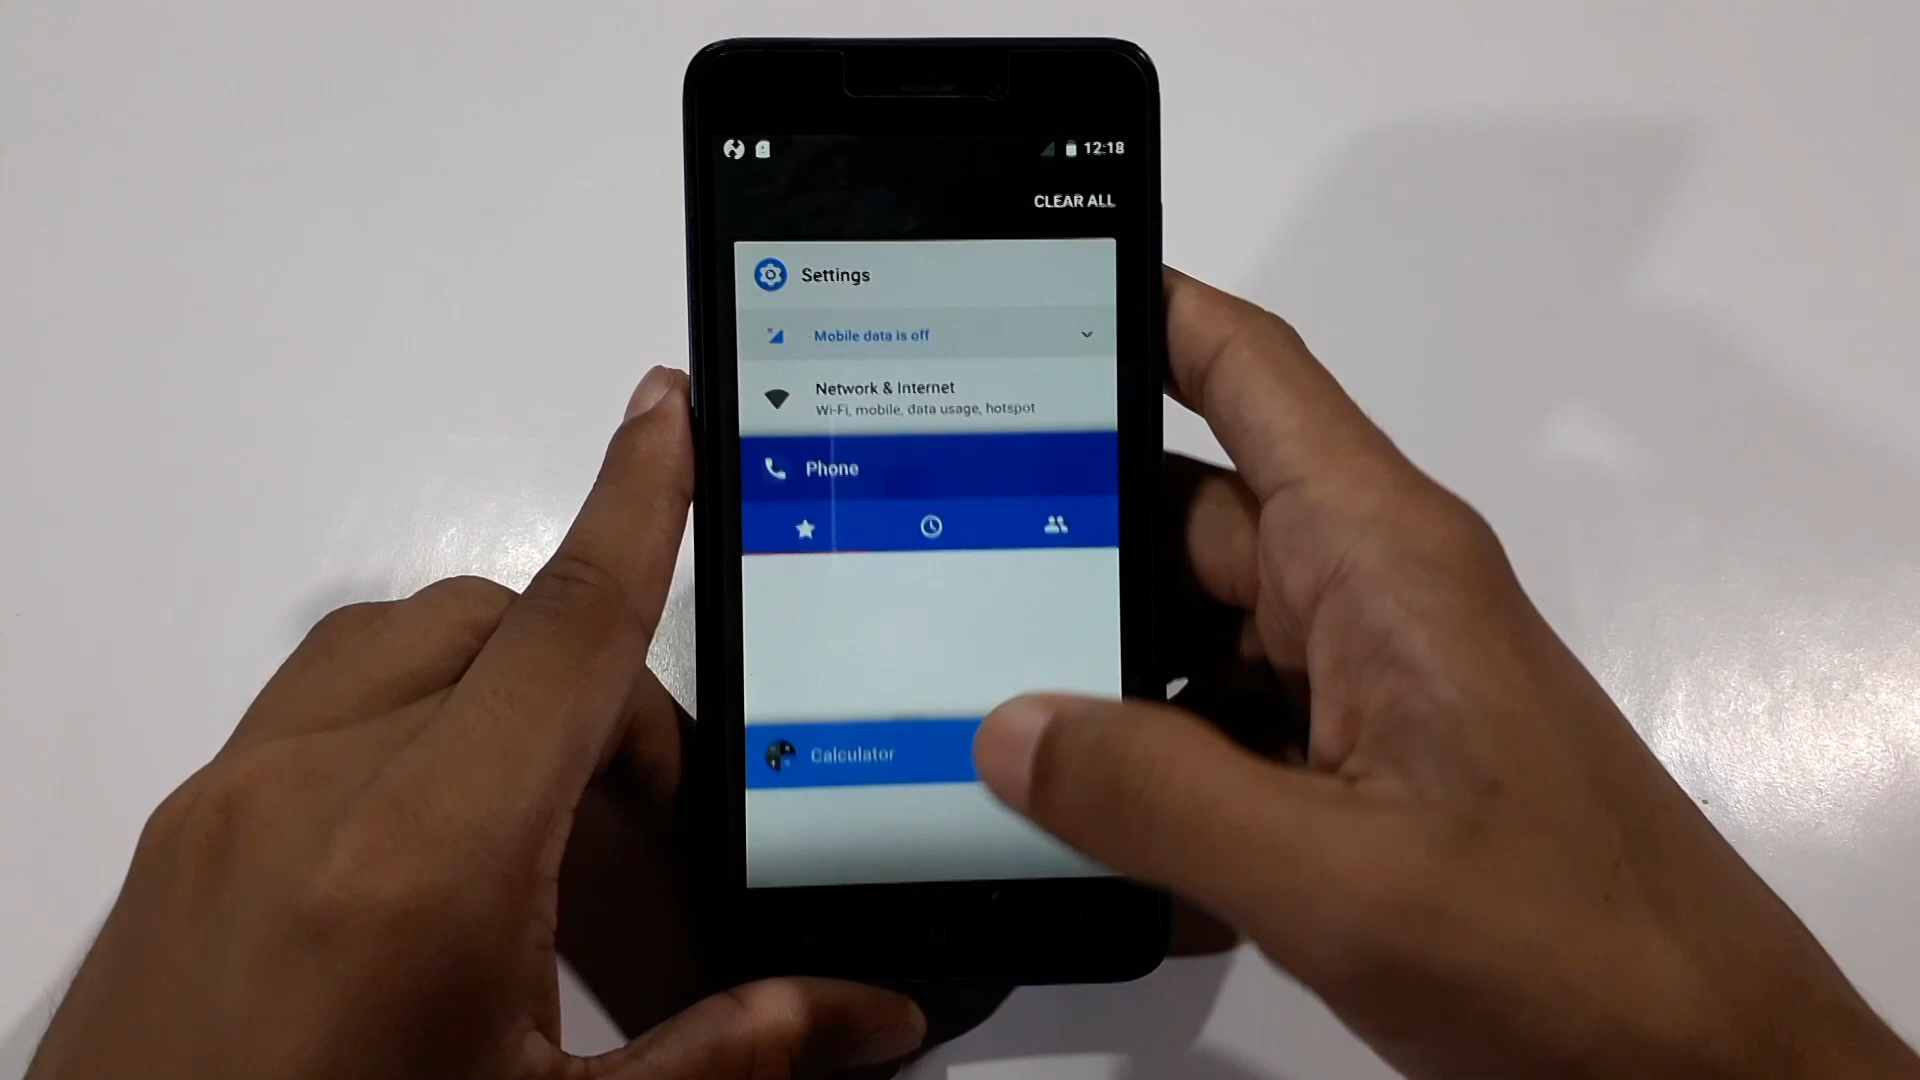 12:18
CLEAR ALL
Settings
Mobile data is off
Network & Internet
Wi-Fi, mobile, data usage, hotspot
Phone
Calculator